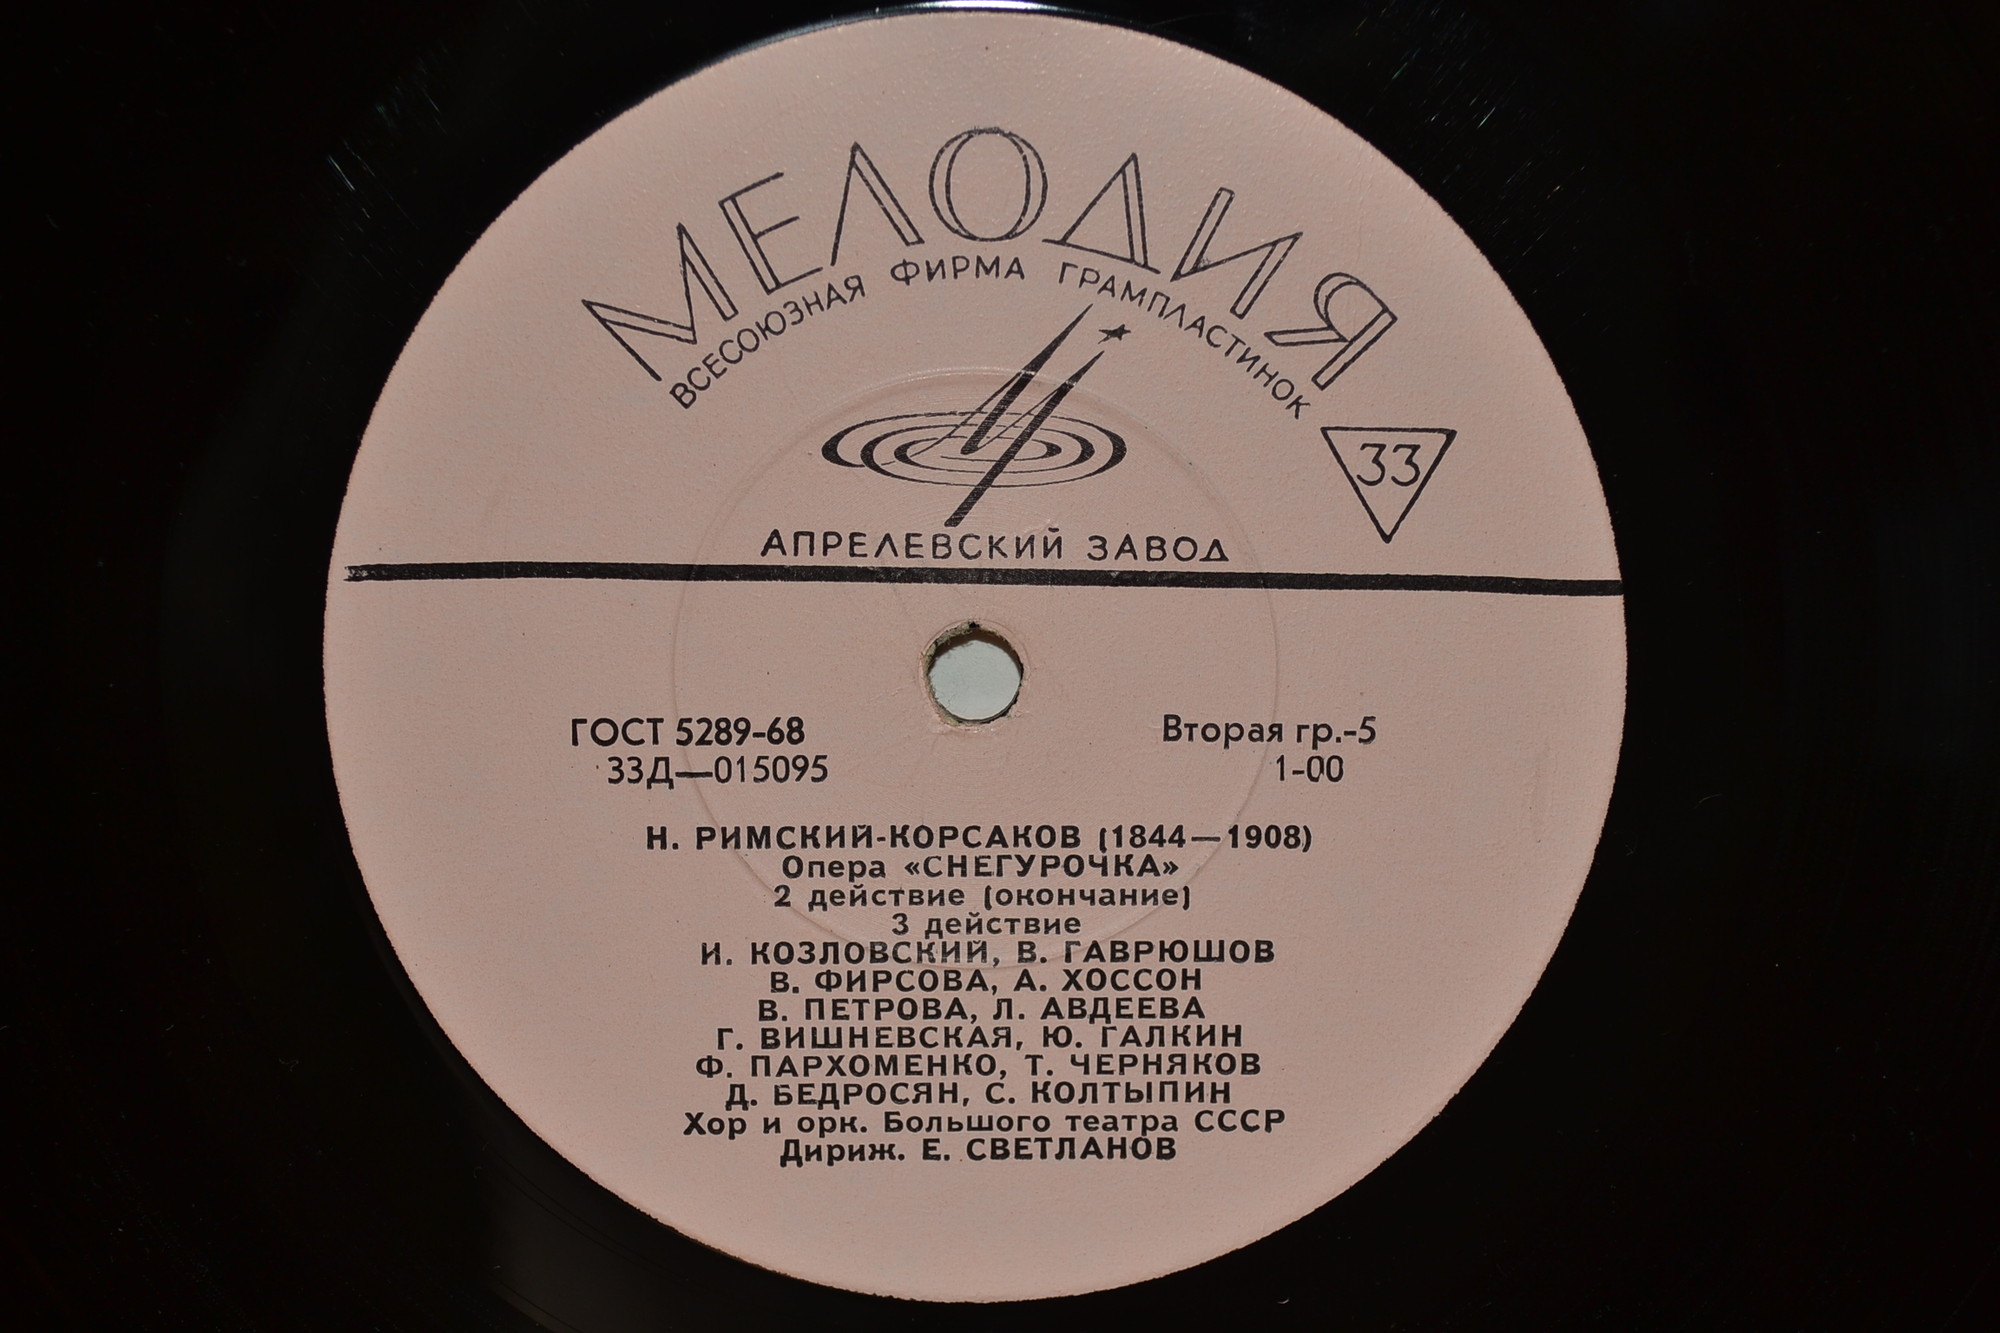 МЕЛОДИЯ
ВСЕСОЮЗНАЯ ФИРМА ГРАМПЛАСТИНОК
33
АПРЕЛЕВСКИЙ ЗАВОД
ГОСТ 5289-68
Вторая гр.-5
33Д—015095
1-00
Н. РИМСКИЙ-КОРСАКОВ (1844—1908)
Опера «СНЕГУРОЧКА»
2 действие (окончание)
3 действие
И. КОЗЛОВСКИЙ, В. ГАВРЮШОВ
В. ФИРСОВА, А. ХОССОН
В. ПЕТРОВА, Л. АВДЕЕВА
Г. ВИШНЕВСКАЯ, Ю. ГАЛКИН
Ф. ПАРХОМЕНКО, Т. ЧЕРНЯКОВ
Д. БЕДРОСЯН, С. КОЛТЫПИН
Хор и орк. Большого театра СССР
Дириж. Е. СВЕТЛАНОВ